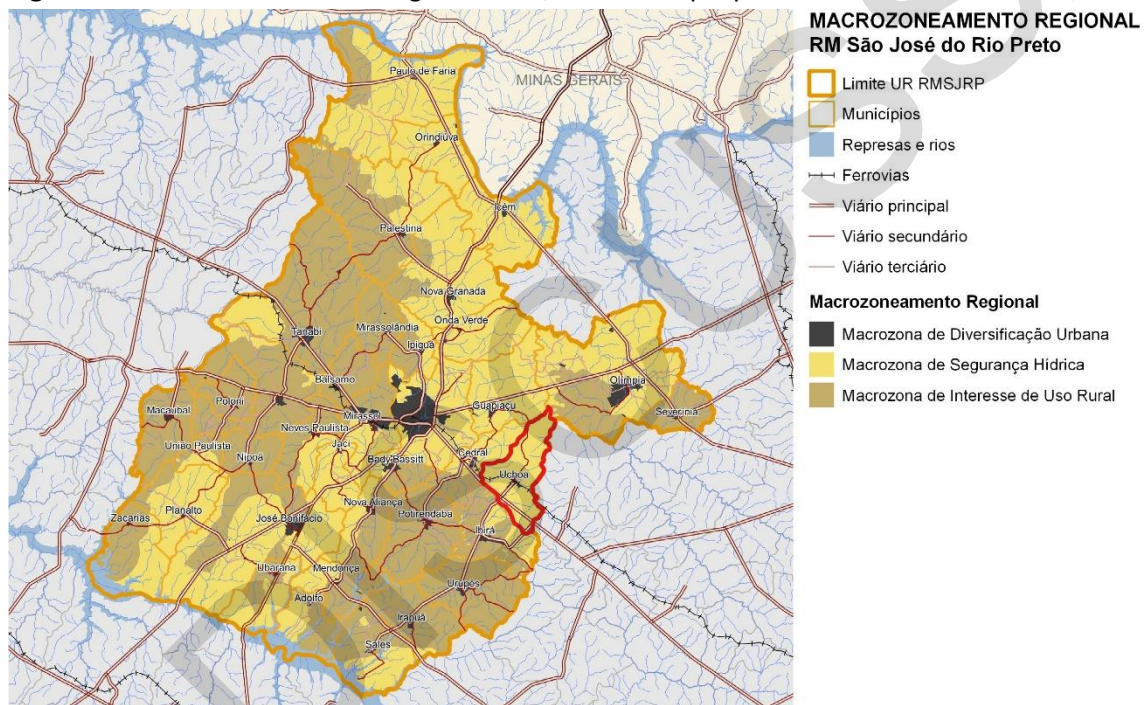 MACROZONEAMENTO REGIONAL
RM São José do Rio Preto
Limite UR RMSJRP
Municípios
Represas e rios
Ferrovias
Viário principal
Viário secundário
Viário terciário
Macrozoneamento Regional
Macrozona de Diversificação Urbana
Macrozona de Segurança Hídrica
Macrozona de Interesse de Uso Rural
Paulo de Faria
MINAS GERAIS
Orindiúva
Icém
Palestina
Nova Granada
Onda Verde
Mirassolândia
Tanabi
Ipiguá
Bálsamo
Olímpia
Guapiaçu
Severínia
Macaubal
Poloni
Mirassol
Neves Paulista
União Paulista
Jaci
Nipoã
Bady Bassitt
Cedral
Uchoa
Zacarias
Planalto
José Bonifácio
Nova Aliança
Potirendaba
Ibirá
Ubarana
Mendonça
Adolfo
Urupês
Irapuã
Sales